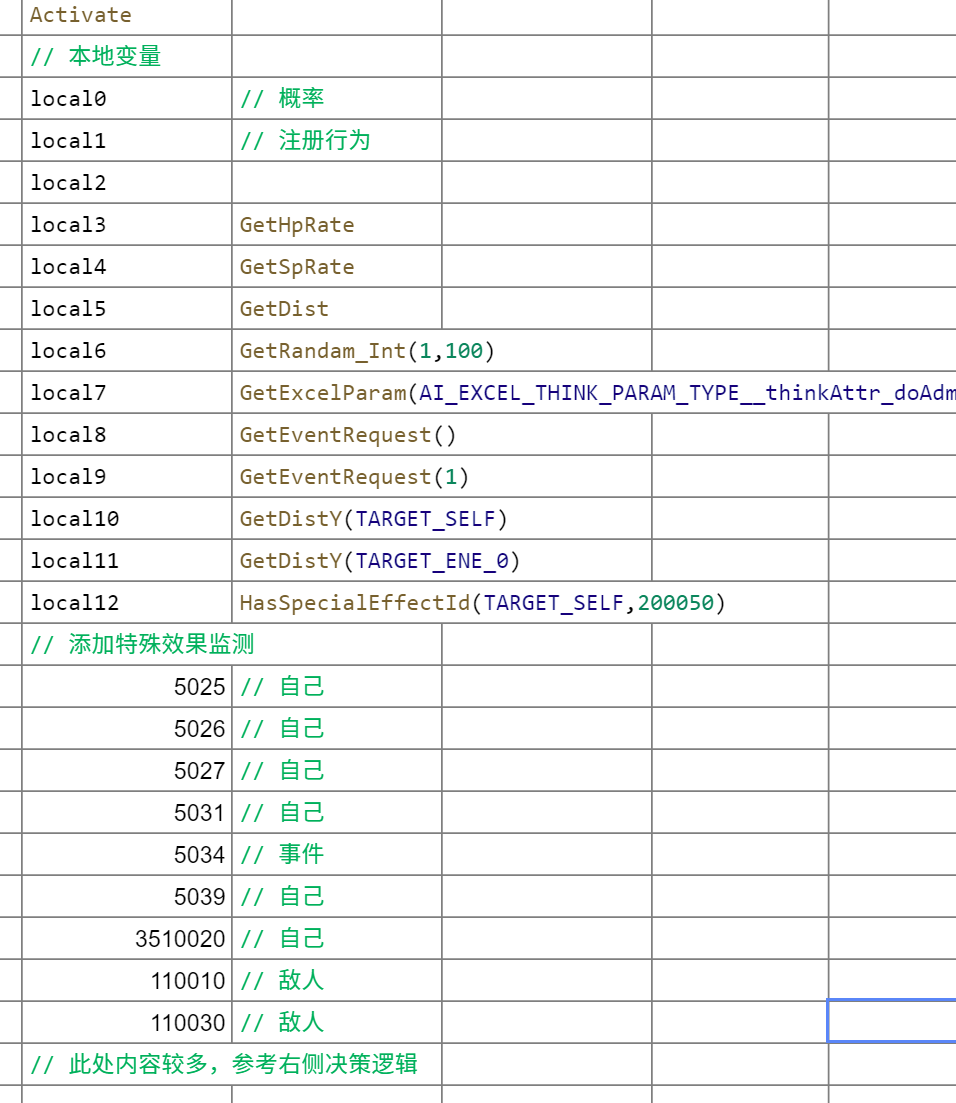 Activate
// 本地变量
local0 // 概率
local1 // 注册行为
local2
local3 GetHpRate
local4 GetSpRate
local5 GetDist
local6 GetRandam_Int(1,100)
local7 GetExcelParam(AI_EXCEL_THINK_PARAM_TYPE__thinkAttr_doAdm
local8 GetEventRequest()
local9 GetEventRequest(1)
local10 GetDistY(TARGET_SELF)
local11 GetDistY(TARGET_ENE_0)
local12 HasSpecialEffectId(TARGET_SELF,200050)
// 添加特殊效果监测
5025 // 自己
5026 // 自己
5027 // 自己
5031 // 自己
5034 // 事件
5039 // 自己
3510020 // 自己
110010 // 敌人
110030 // 敌人
// 此处内容较多，参考右侧决策逻辑